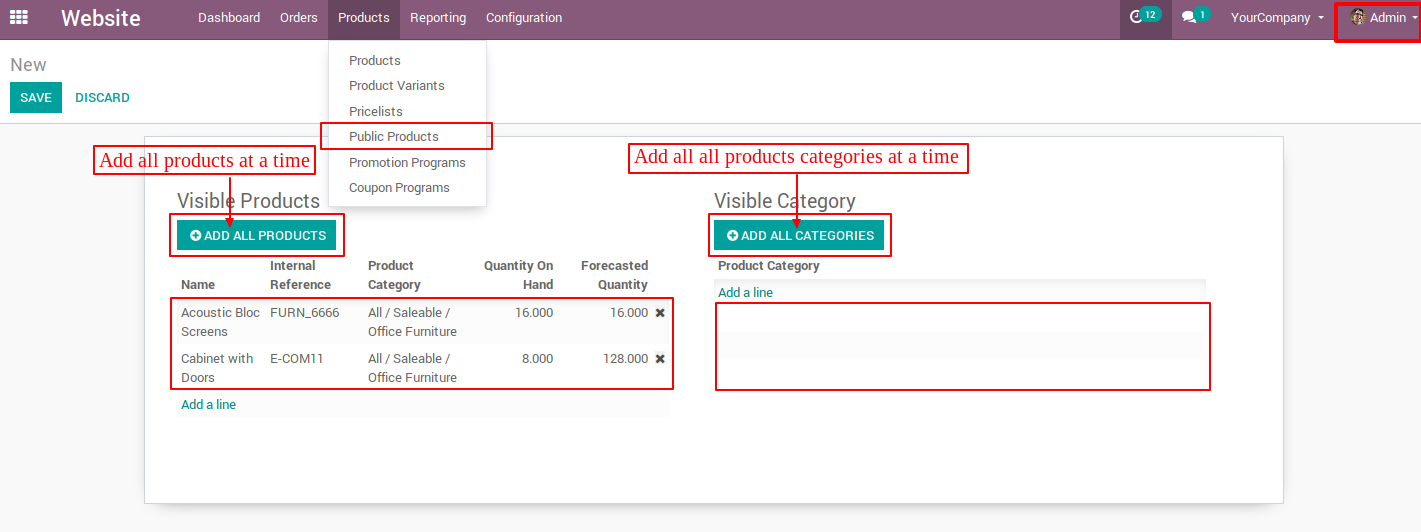 Website
Dashboard
Orders
Products
Reporting
Configuration
12
1
YourCompany
Admin
New
SAVE
DISCARD
Products
Product Variants
Pricelists
Public Products
Promotion Programs
Coupon Programs
Add all products at a time
Add all all products categories at a time
Visible Products
ADD ALL PRODUCTS
Name
Internal
Reference
Product
Category
Quantity On
Hand
Forecasted
Quantity
Acoustic Bloc
Screens
FURN_6666
All / Saleable /
Office Furniture
16.000
16.000
Cabinet with
Doors
E-COM11
All / Saleable /
Office Furniture
8.000
128.000
Add a line
Visible Category
ADD ALL CATEGORIES
Product Category
Add a line